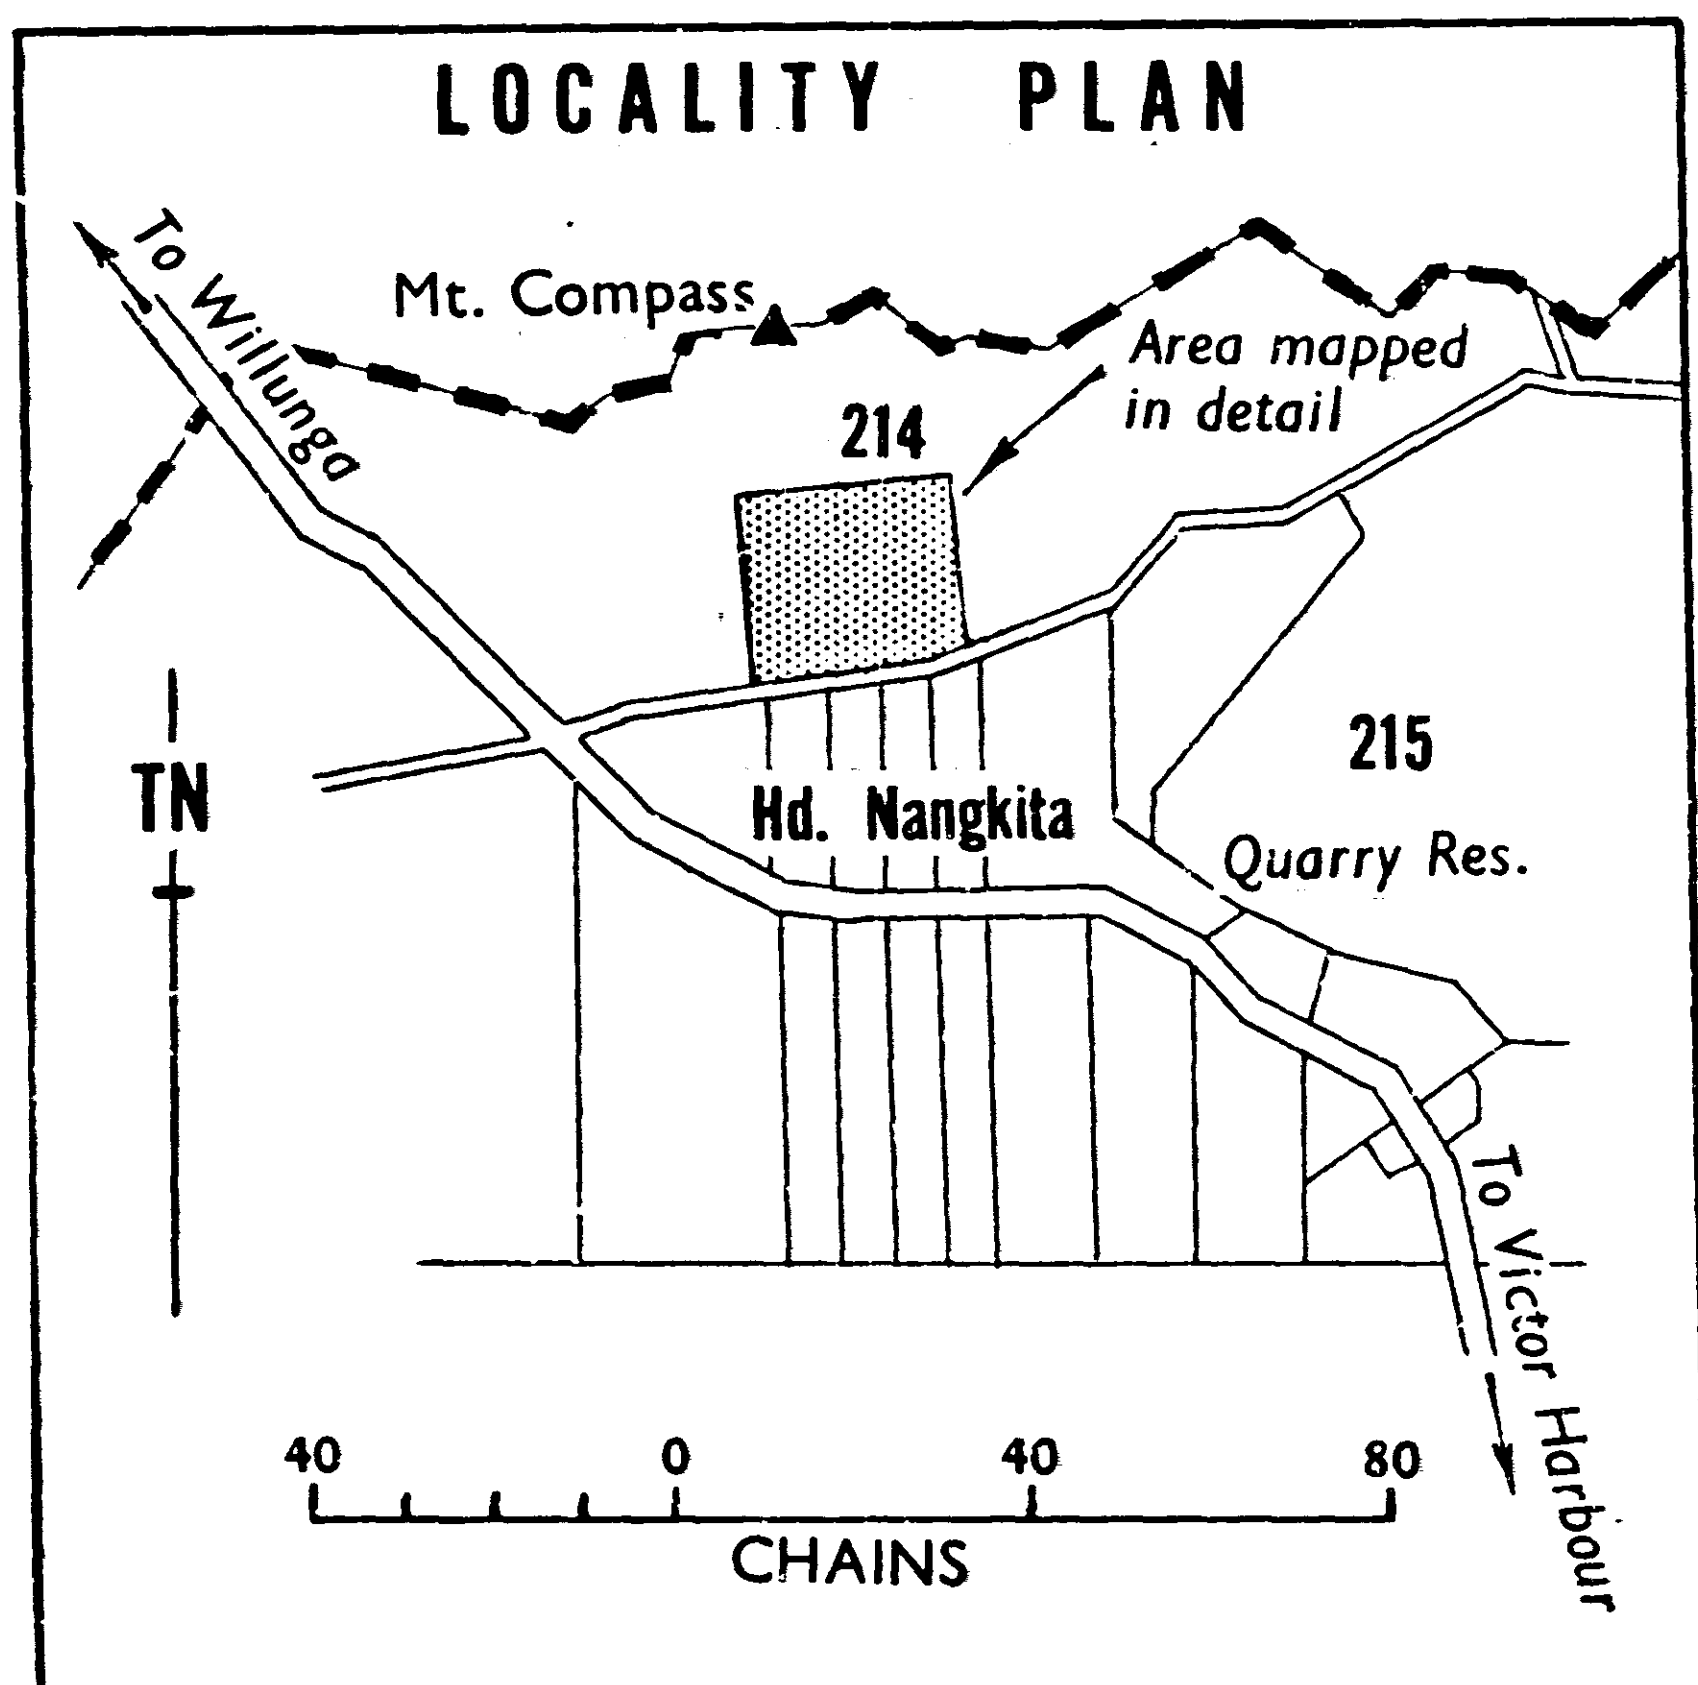 LOCALITY PLAN
To Willunga
Mt. Compass
Area mapped
in detail
214
TN
215
Hd. Nangkita
Quarry Res.
To Victor Harbour
40 0 40 80
CHAINS